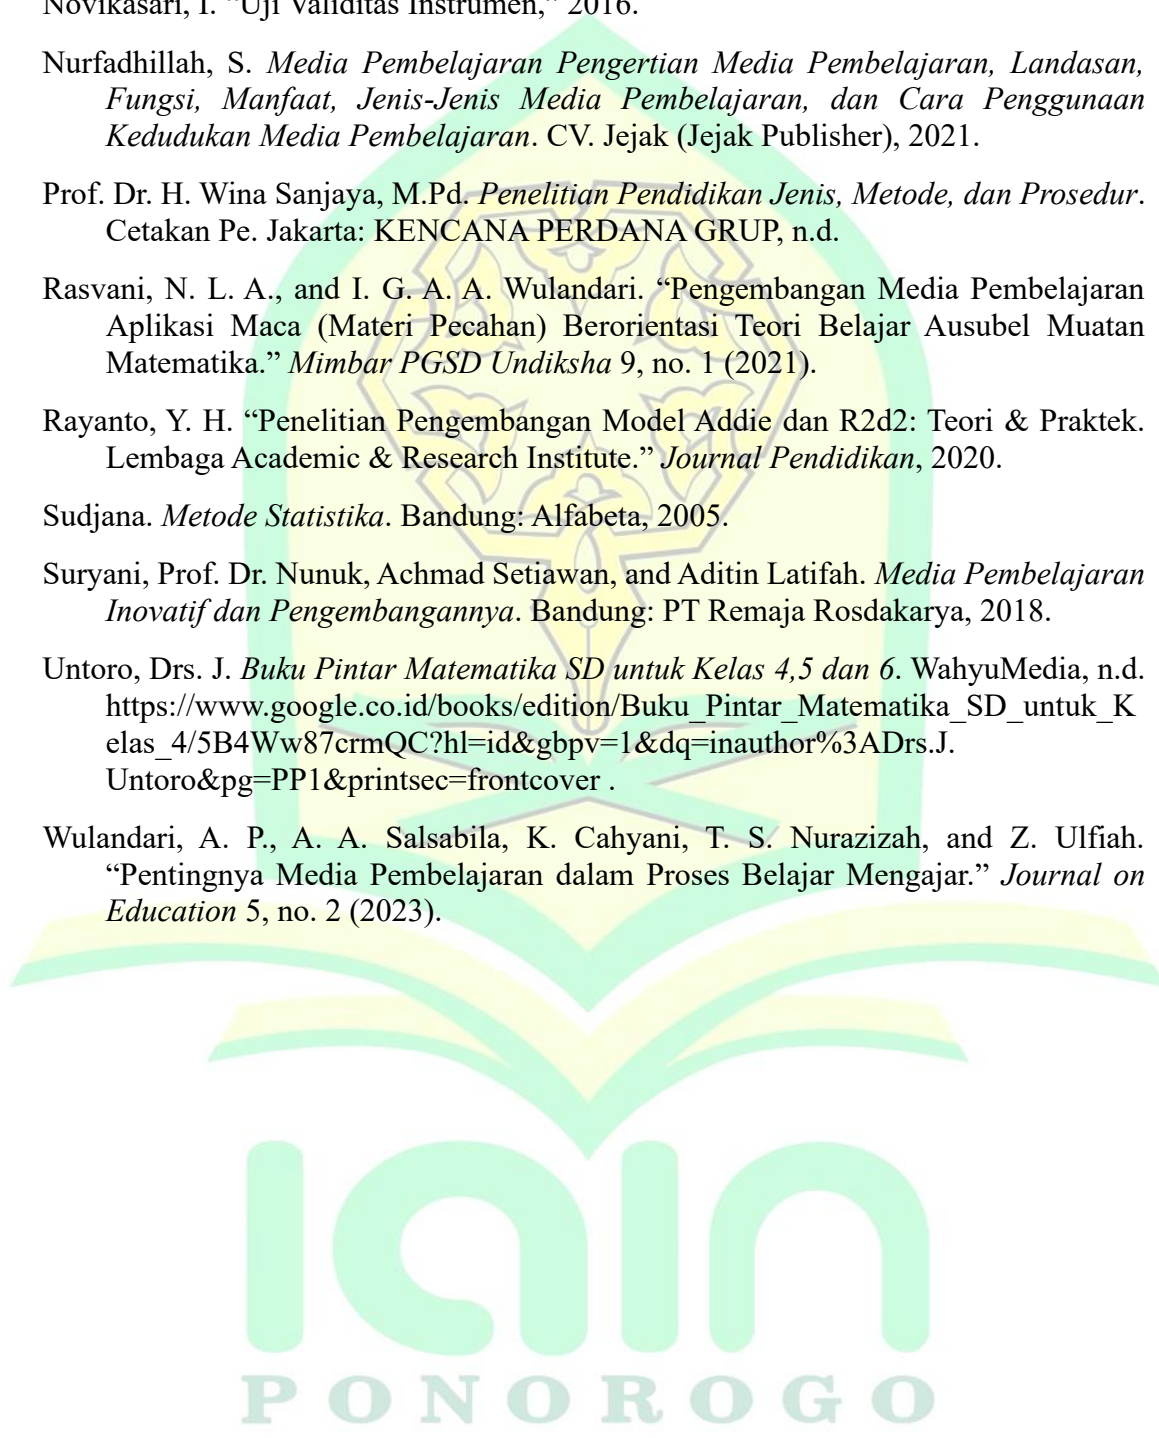 Novikasari, I. “Uji Validitas Instrumen,” 2016.
Nurfadhillah, S. Media Pembelajaran Pengertian Media Pembelajaran, Landasan,
Fungsi, Manfaat, Jenis-Jenis Media Pembelajaran, dan Cara Penggunaan
Kedudukan Media Pembelajaran. CV. Jejak (Jejak Publisher), 2021.
Prof. Dr. H. Wina Sanjaya, M.Pd. Penelitian Pendidikan Jenis, Metode, dan Prosedur.
Cetakan Pe. Jakarta: KENCANA PERDANA GRUP, n.d.
Rasvani, N. L. A., and I. G. A. A. Wulandari. “Pengembangan Media Pembelajaran
Aplikasi Maca (Materi Pecahan) Berorientasi Teori Belajar Ausubel Muatan
Matematika.” Mimbar PGSD Undiksha 9, no. 1 (2021).
Rayanto, Y. H. “Penelitian Pengembangan Model Addie dan R2d2: Teori & Praktek.
Lembaga Academic & Research Institute.” Journal Pendidikan, 2020.
Sudjana. Metode Statistika. Bandung: Alfabeta, 2005.
Suryani, Prof. Dr. Nunuk, Achmad Setiawan, and Aditin Latifah. Media Pembelajaran
Inovatif dan Pengembangannya. Bandung: PT Remaja Rosdakarya, 2018.
Untoro, Drs. J. Buku Pintar Matematika SD untuk Kelas 4,5 dan 6. WahyuMedia, n.d.
https://www.google.co.id/books/edition/Buku_Pintar_Matematika_SD_untuk_K
elas_4/5B4Ww87crmQC?hl=id&gbpv=1&dq=inauthor%3ADrs.J.
Untoro&pg=PP1&printsec=frontcover .
Wulandari, A. P., A. A. Salsabila, K. Cahyani, T. S. Nurazizah, and Z. Ulfiah.
“Pentingnya Media Pembelajaran dalam Proses Belajar Mengajar.” Journal on
Education 5, no. 2 (2023).
iain
PONOROGO